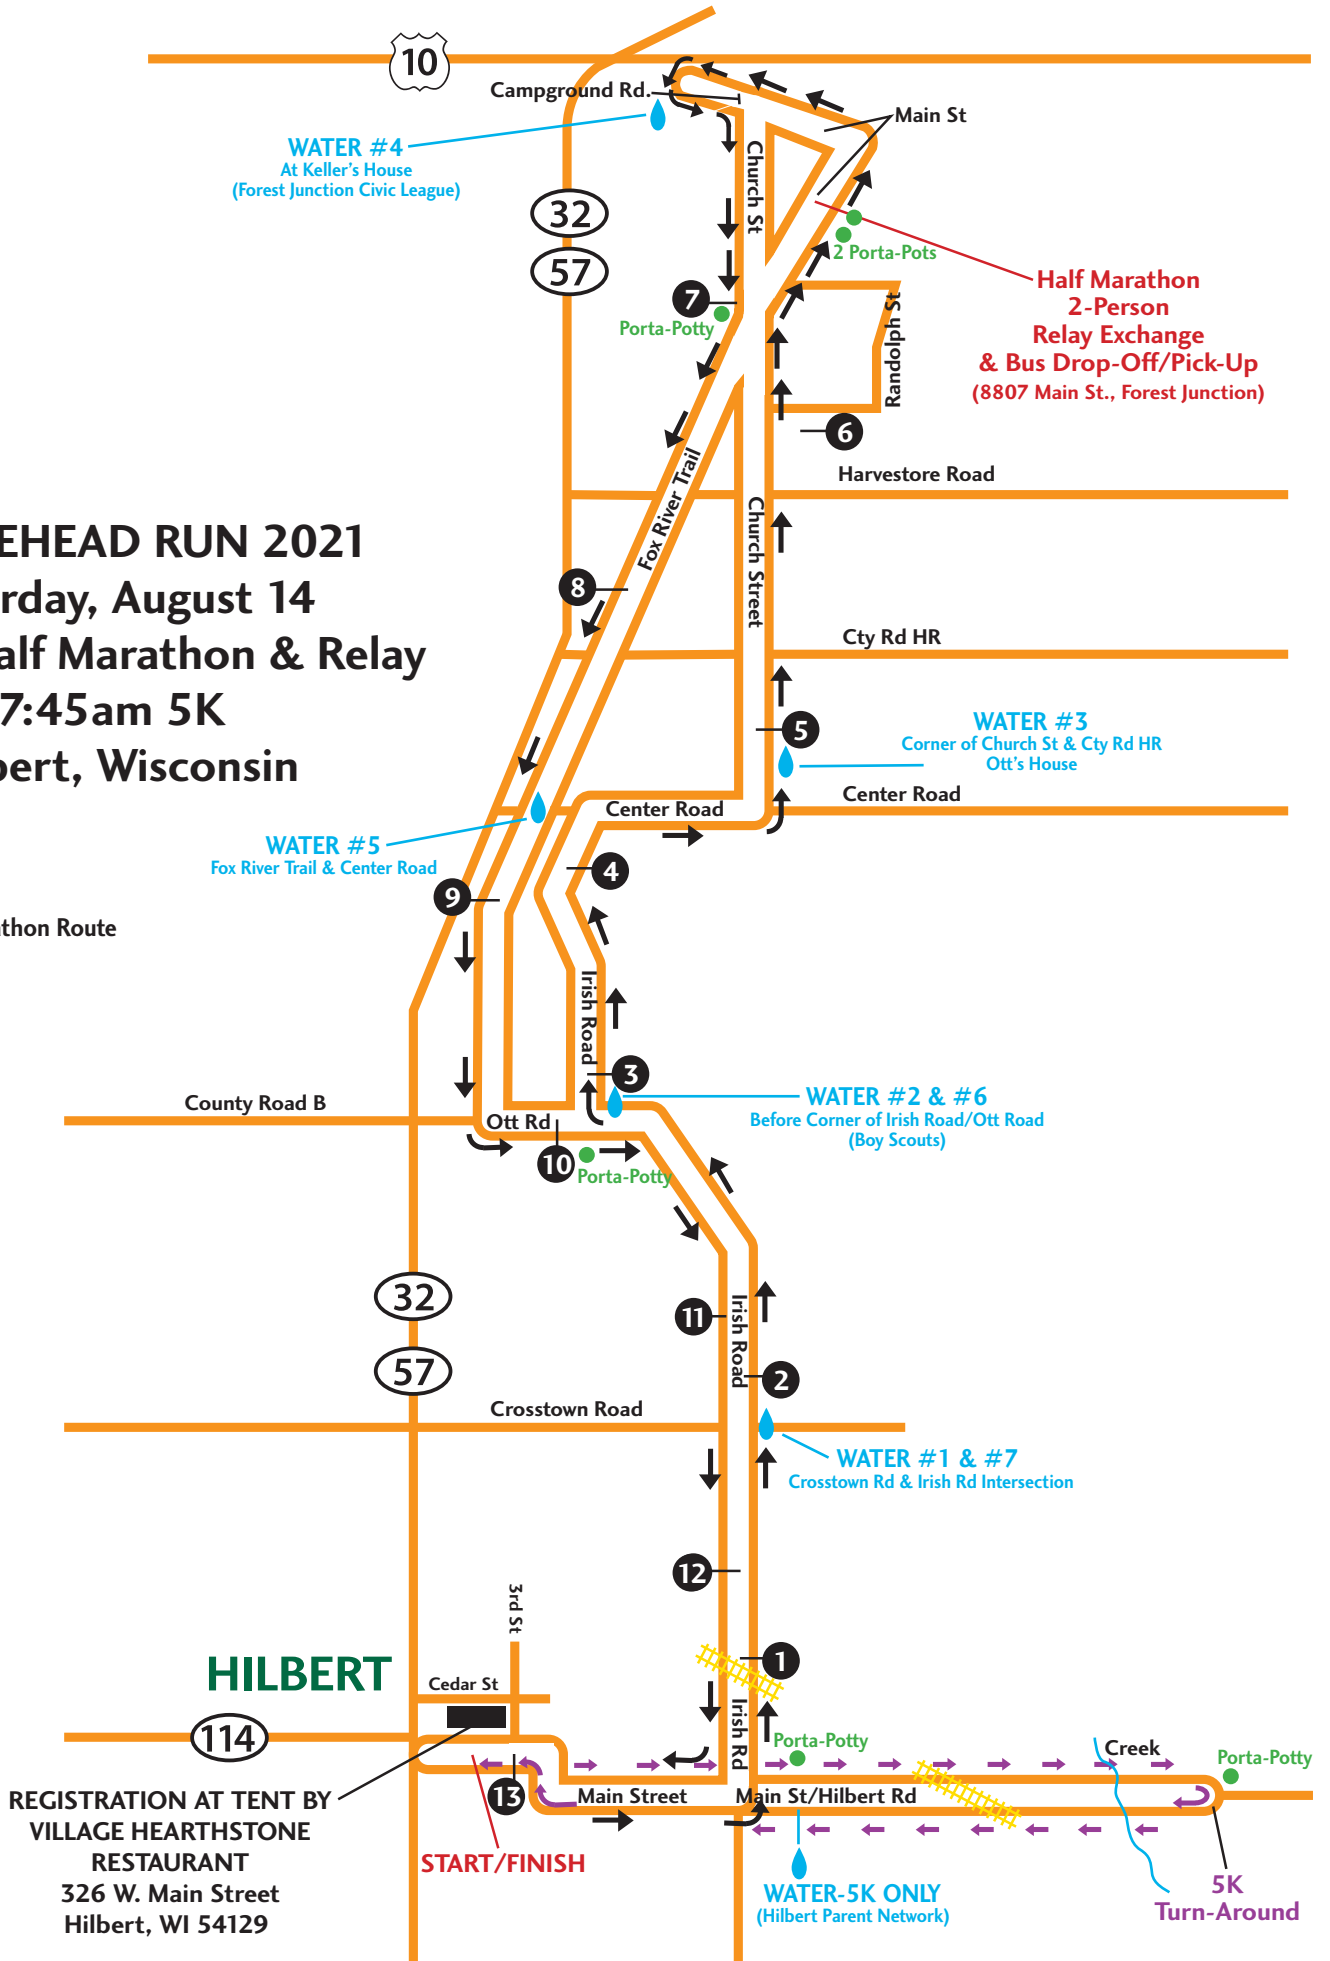 10
Campground Rd.
Main St
WATER #4
At Keller's House
(Forest Junction Civic League)
Church St
32
57
2 Porta-Pots
7
Porta-Potty
Randolph St
Half Marathon
2-Person
Relay Exchange
& Bus Drop-Off/Pick-Up
(8807 Main St., Forest Junction)
6
Harvestore Road
Fox River Trail
Church Street
EHEAD RUN 2021
rday, August 14
alf Marathon & Relay
7:45am 5K
bert, Wisconsin
8
Cty Rd HR
5
WATER #3
Corner of Church St & Cty Rd HR
Ott's House
Center Road
Center Road
WATER #5
Fox River Trail & Center Road
4
9
thon Route
Irish Road
3
County Road B
Ott Rd
WATER #2 & #6
Before Corner of Irish Road/Ott Road
(Boy Scouts)
10
Porta-Potty
32
11
Irish Road
57
2
Crosstown Road
WATER #1 & #7
Crosstown Rd & Irish Rd Intersection
12
3rd St
1
HILBERT
Cedar St
114
Irish Rd
Porta-Potty
Creek
Porta-Potty
13
Main Street
Main St/Hilbert Rd
REGISTRATION AT TENT BY
VILLAGE HEARTHSTONE
RESTAURANT
326 W. Main Street
Hilbert, WI 54129
START/FINISH
WATER-5K ONLY
(Hilbert Parent Network)
5K
Turn-Around